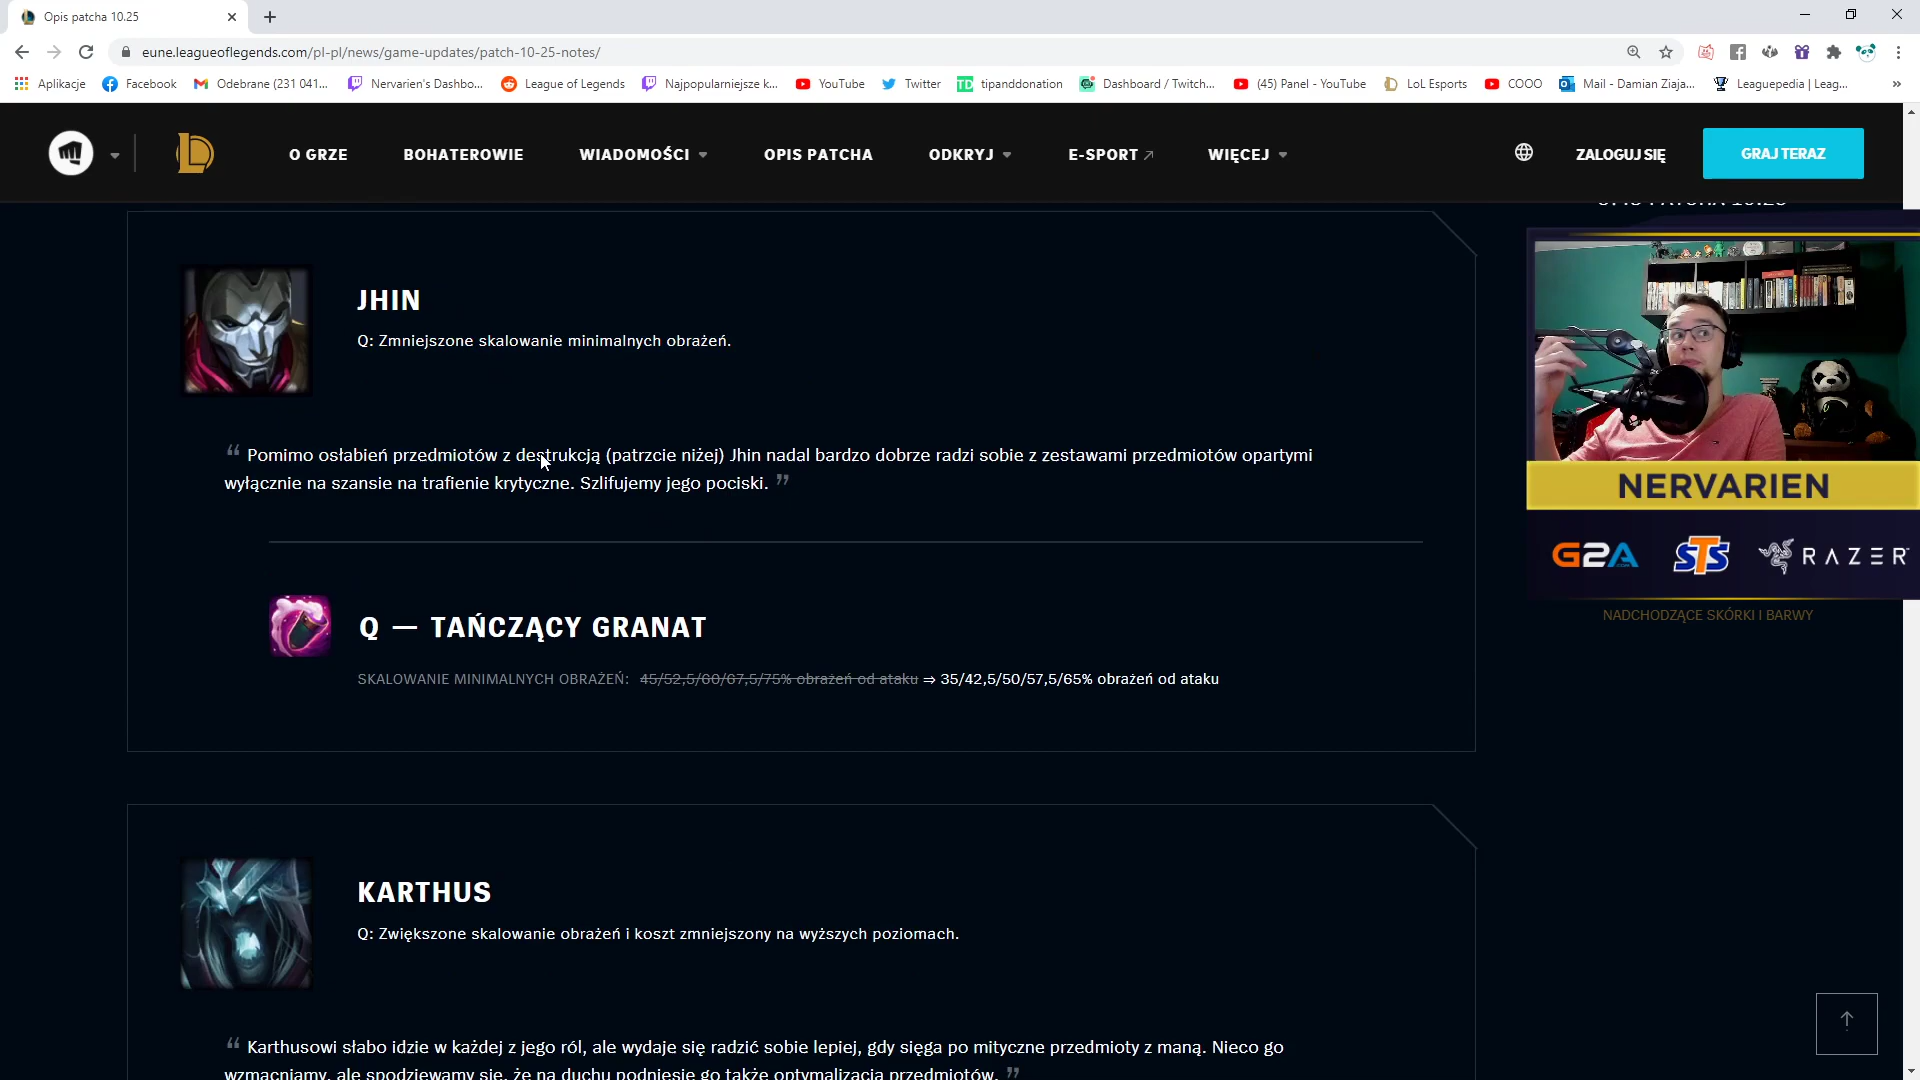 Opis patcha 10.25
eune.leagueoflegends.com/pl-pl/news/game-updates/patch-10-25-notes/
Aplikacje Facebook Odebrane (231 041... Nervarien's Dashbo... League of Legends Najpopularniejsze k... YouTube Twitter tipanddonation Dashboard / Twitch... (45) Panel - YouTube LoL Esports COOO Mail - Damian Ziaja... Leaguepedia | Leag... »
O GRZE BOHATEROWIE WIADOMOŚCI OPIS PATCHA ODKRYJ E-SPORT WIĘCEJ ZALOGUJ SIĘ GRAJ TERAZ
OPIS PATCHA 10.25
JHIN
Q: Zmniejszone skalowanie minimalnych obrażeń.
“ Pomimo osłabień przedmiotów z destrukcją (patrzcie niżej) Jhin nadal bardzo dobrze radzi sobie z zestawami przedmiotów opartymi
wyłącznie na szansie na trafienie krytyczne. Szlifujemy jego pociski. ”
NERVARIEN
G2A STS RAZER
NADCHODZĄCE SKÓRKI I BARWY
Q — TAŃCZĄCY GRANAT
SKALOWANIE MINIMALNYCH OBRAŻEŃ: 45/52,5/60/67,5/75% obrażeń od ataku ⇒ 35/42,5/50/57,5/65% obrażeń od ataku
KARTHUS
Q: Zwiększone skalowanie obrażeń i koszt zmniejszony na wyższych poziomach.
“ Karthusowi słabo idzie w każdej z jego ról, ale wydaje się radzić sobie lepiej, gdy sięga po mityczne przedmioty z maną. Nieco go
wzmacniamy, ale spodziewamy się, że na duchu podniesie go także optymalizacja przedmiotów. ”